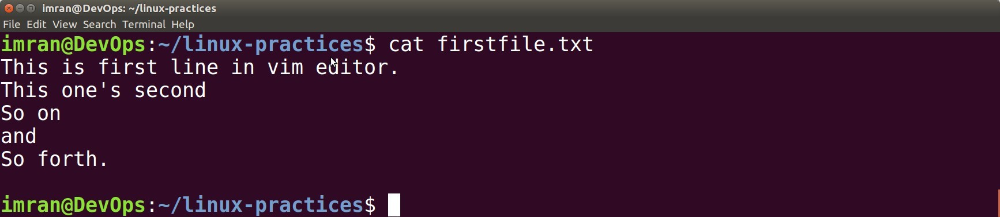 imran@DevOps: ~/linux-practices
File Edit View Search Terminal Help
imran@DevOps:~/linux-practices$ cat firstfile.txt
This is first line in vim editor.
This one's second
So on
and
So forth.
imran@DevOps:~/linux-practices$